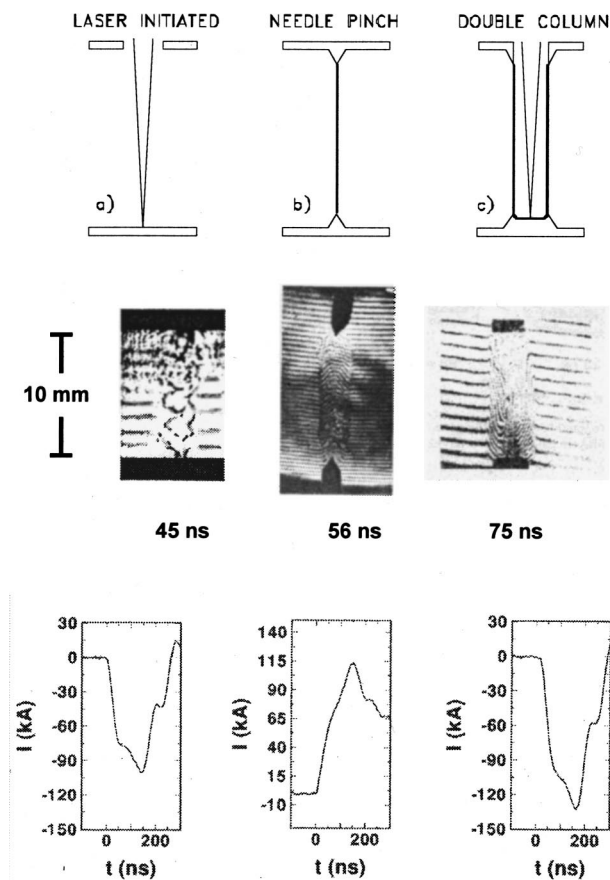 LASER INITIATED NEEDLE PINCH DOUBLE COLUMN
a) b) c)
10 mm
45 ns 56 ns 75 ns
30
0
-30
-60
-90
-120
-150
I (kA)
0 200
t (ns)
140
115
90
65
40
15
-10
I (kA)
0 200
t (ns)
30
0
-30
-60
-90
-120
-150
I (kA)
0 200
t (ns)